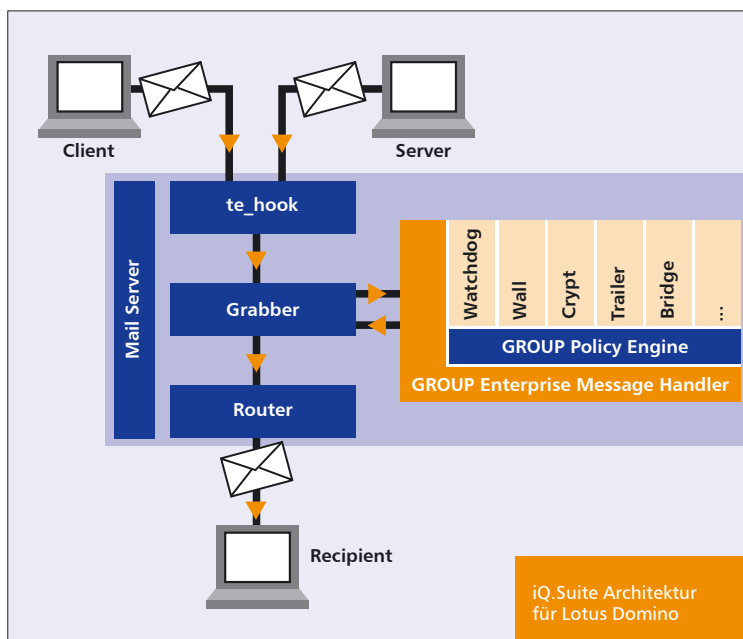 Client
Server
te_hook
Mail Server
Grabber
Router
Watchdog
Wall
Crypt
Trailer
Bridge
...
GROUP Policy Engine
GROUP Enterprise Message Handler
Recipient
iQ.Suite Architektur
für Lotus Domino